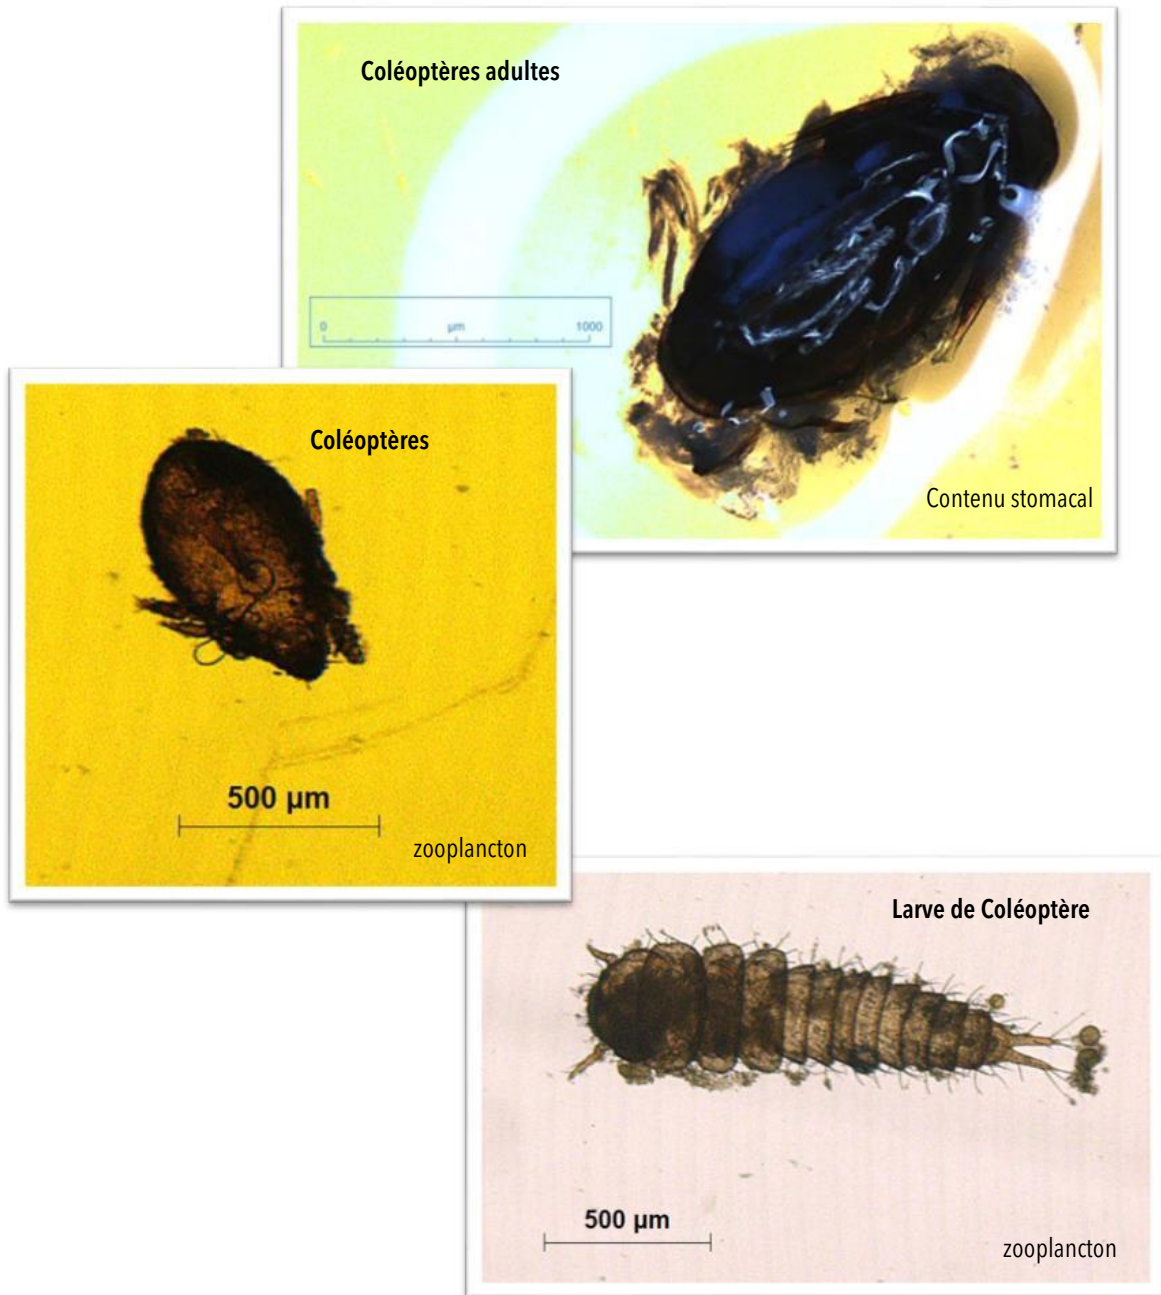 Coléoptères adultes
0 µm 1000
Contenu stomacal
Coléoptères
500 µm
zooplancton
Larve de Coléoptère
500 µm
zooplancton